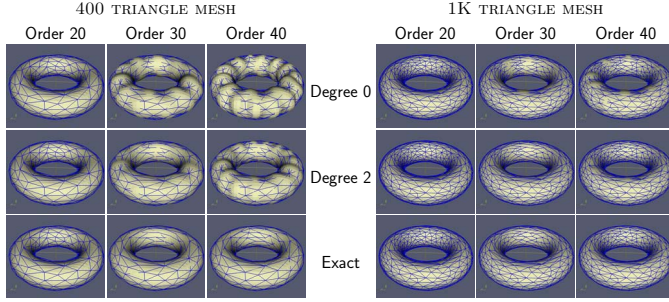 400 TRIANGLE MESH
1K TRIANGLE MESH
Order 20 Order 30 Order 40
Order 20 Order 30 Order 40
Degree 0
Degree 2
Exact